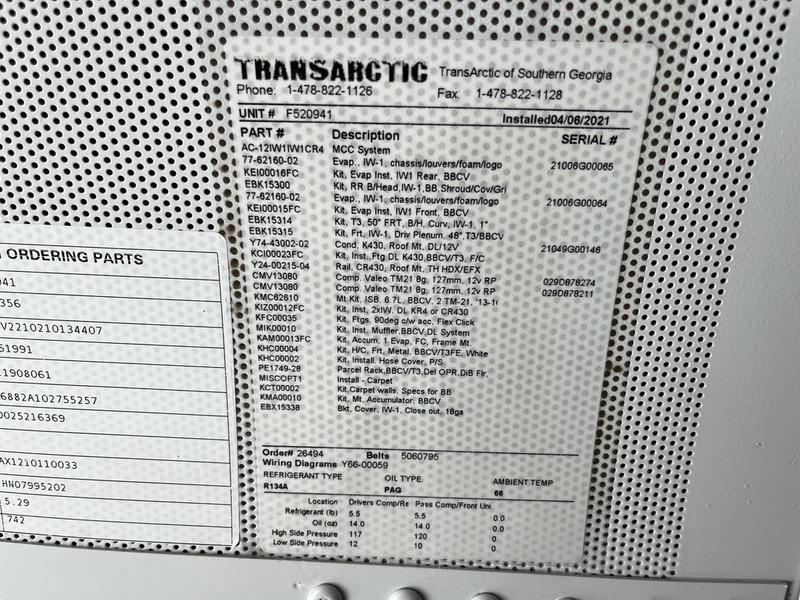 TRANSARCTIC TransArctic of Southern Georgia
Phone: 1-478-822-1126 Fax. 1-478-822-1128
UNIT # F520941 Installed04/06/2021
PART # Description SERIAL #
AC-12IW1IW1CR4 MCC System
77-62160-02 Evap., IW-1, chassis/louvers/foam/logo 21006G00065
KEI00016FC Kit, Evap Inst, IW1 Rear, BBCV
EBK15300 Kit, RR B/Head,IW-1,BB,Shroud/Cov/Gri
77-62160-02 Evap., IW-1, chassis/louvers/foam/logo 21006G00064
KEI00015FC Kit, Evap Inst, IW1 Front, BBCV
EBK15314 Kit, T3, 50" FRT, B/H, Curv, IW-1, 1"
EBK15315 Kit, Frt, IW-1, Driv Plenum, 48",T3/BBCV
Y74-43002-02 Cond, K430, Roof Mt, DL/12V 21049G00146
KCI00023FC Kit, Inst.,Ftg DL K430,BBCV/T3, F/C
Y24-00215-04 Rail, CR430, Roof Mt, TH HDX/EFX
CMV13080 Comp. Valeo TM21 8g, 127mm, 12v RP 029D878274
CMV13080 Comp. Valeo TM21 8g, 127mm, 12v RP 029D878211
KMC62610 Mt Kit, ISB, 6.7L, BBCV, 2 TM-21, '13-1(
KIZ00012FC Kit, Inst, 2xIW, DL KR4 or CR430
KFC00035 Kit, Ftgs, 90deg c/w acc, Flex Click
MIK00010 Kit, Inst, Muffler,BBCV,DL System
KAM00013FC Kit, Accum, 1 Evap, FC, Frame Mt.
KHC00004 Kit, H/C, Frt, Metal, BBCV/T3FE, White
KHC00002 Kit, Install, Hose Cover, P/S
PE1749-28 Parcel Rack,BBCV/T3,Del OPR,DiB Flr,
MISCOPT1 Install - Carpet
KCT00002 Kit,Carpet walls, Specs for BB
KMA00010 Kit, Mt, Accumulator, BBCV
EBX15338 Bkt, Cover, IW-1, Close out, 18ga
Order# 26494 Belts 5060795
Wiring Diagrams Y66-00059
REFRIGERANT TYPE OIL TYPE AMBIENT TEMP
R134A PAG 66
Location Drivers Comp/Re Pass Comp/Front Uni
Refrigerant (lb) 5.5 5.5 0.0
Oil (oz) 14.0 14.0 0.0
High Side Pressure 117 120 0
Low Side Pressure 12 10 0
ORDERING PARTS
041
356
V2210210134407
61991
11908061
6882A102755257
0025216369
AX1210110033
HN07995202
5.29
742